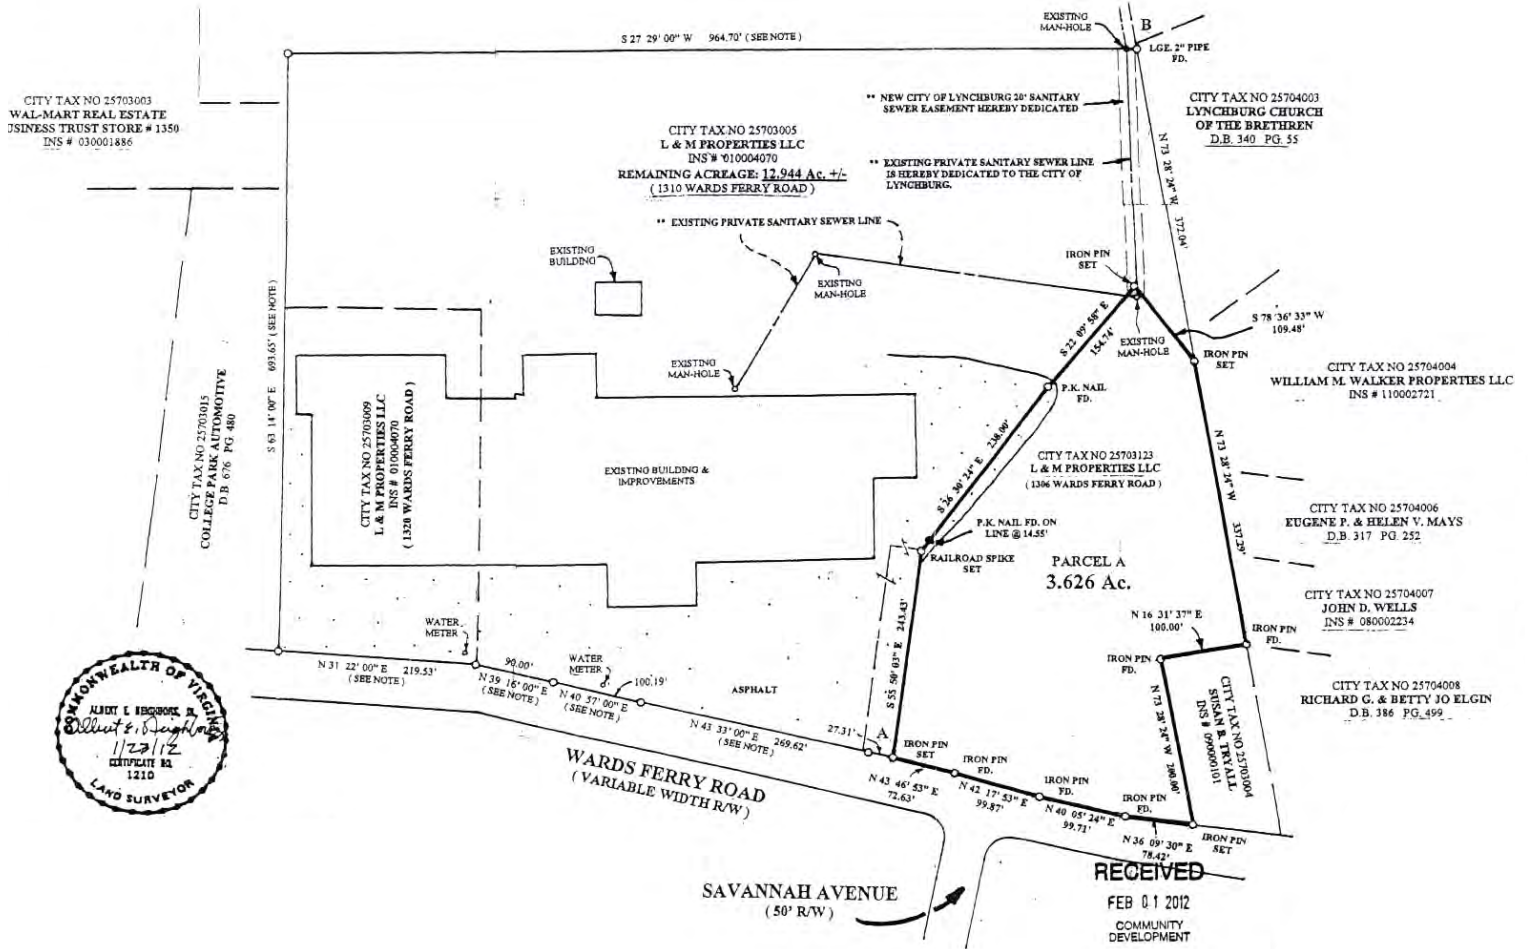 S 27 29' 00" W 964.70' ( SEE NOTE )
EXISTING
MAN-HOLE
B
LGE. 2" PIPE
FD.
CITY TAX NO 25703003
WAL-MART REAL ESTATE
USINESS TRUST STORE # 1350
INS # 030001886
CITY TAX NO 25703005
L & M PROPERTIES LLC
INS # 010004070
REMAINING ACREAGE: 12.944 Ac. +/-
( 1310 WARDS FERRY ROAD )
** NEW CITY OF LYNCHBURG 20' SANITARY
SEWER EASEMENT HEREBY DEDICATED
** EXISTING PRIVATE SANITARY SEWER LINE
IS HEREBY DEDICATED TO THE CITY OF
LYNCHBURG.
CITY TAX NO 25704003
LYNCHBURG CHURCH
OF THE BRETHREN
D.B. 340 PG. 55
N 73 28' 24" W 372.04'
** EXISTING PRIVATE SANITARY SEWER LINE
EXISTING
BUILDING
EXISTING
MAN-HOLE
IRON PIN
SET
S 63 14' 00" E 693.65' ( SEE NOTE )
EXISTING
MAN-HOLE
S 22 09' 58" E
154.74'
EXISTING
MAN-HOLE
S 78 36' 33" W
109.48'
IRON PIN
SET
P.K. NAIL
FD.
CITY TAX NO 25704004
WILLIAM M. WALKER PROPERTIES LLC
INS # 110002721
CITY TAX NO 25703015
COLLEGE PARK AUTOMOTIVE
D.B. 676 PG. 480
CITY TAX NO 25703009
L & M PROPERTIES LLC
INS # 010004070
( 1320 WARDS FERRY ROAD )
EXISTING BUILDING &
IMPROVEMENTS
S 26 30' 24" E 238.00'
CITY TAX NO 25703123
L & M PROPERTIES LLC
( 1306 WARDS FERRY ROAD )
N 73 28' 24" W 337.29'
P.K. NAIL FD. ON
LINE @ 14.55'
RAILROAD SPIKE
SET
PARCEL A
3.626 Ac.
CITY TAX NO 25704006
EUGENE P. & HELEN V. MAYS
D.B. 317 PG. 252
CITY TAX NO 25704007
JOHN D. WELLS
INS # 080002234
S 55 50' 03" E 243.43'
N 16 31' 37" E
100.00'
IRON PIN
FD.
IRON PIN
FD.
WATER
METER
N 31 22' 00" E 219.53'
( SEE NOTE )
90.00'
N 39 16' 00" E
(SEE NOTE )
WATER
METER
100.19'
N 40 57' 00" E
(SEE NOTE )
ASPHALT
N 43 33' 00" E 269.62'
(SEE NOTE )
27.31'
A
IRON PIN
SET
N 43 46' 53" E
72.63'
IRON PIN
FD.
N 42 17' 53" E
99.87'
IRON PIN
FD.
N 40 05' 24" E
99.71'
IRON PIN
FD.
N 36 09' 30" E
78.42'
IRON PIN
SET
N 73 28' 24" W 200.00'
CITY TAX NO 25703004
SUSAN B. TRYALL
INS # 090000101
CITY TAX NO 25704008
RICHARD G. & BETTY JO ELGIN
D.B. 386 PG. 499
WARDS FERRY ROAD
( VARIABLE WIDTH R/W )
SAVANNAH AVENUE
( 50' R/W )
COMMONWEALTH OF VIRGINIA
ALBERT E. NEIGHBORS, JR.
Albert E. Neighbors
1/23/12
CERTIFICATE NO.
1210
LAND SURVEYOR
RECEIVED
FEB 01 2012
COMMUNITY
DEVELOPMENT